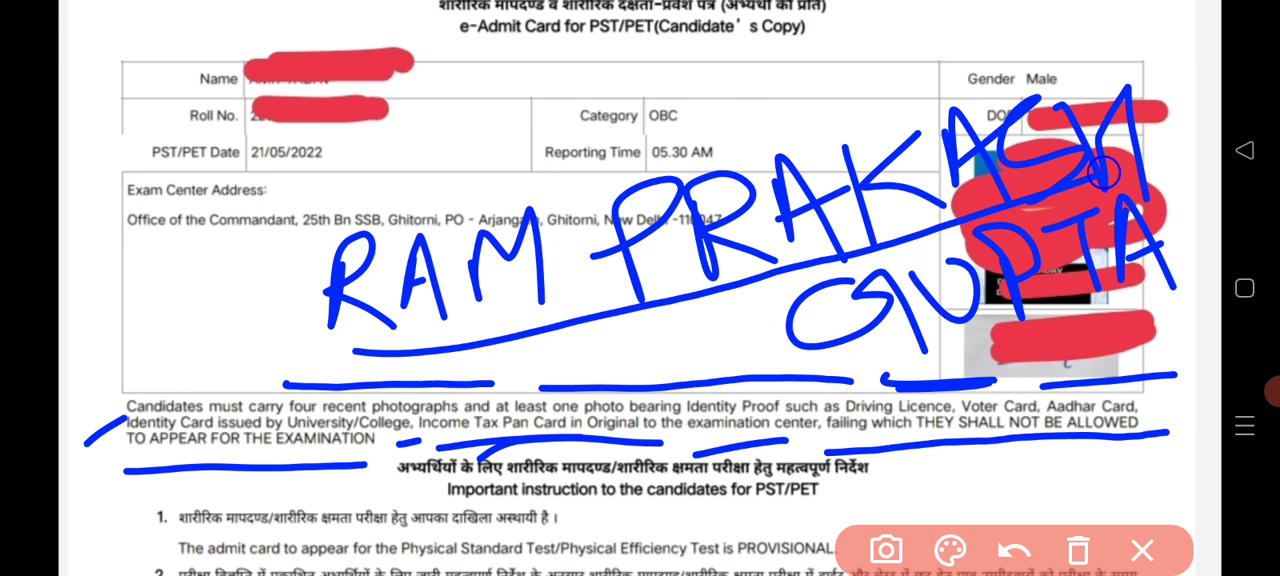 शारीरिक मापदण्ड व शारीरिक दक्षता-प्रवेश पत्र (अभ्यर्थी की प्रति)
e-Admit Card for PST/PET(Candidate's Copy)
Name
Gender Male
Roll No.
Category OBC
PST/PET Date 21/05/2022
Reporting Time 05.30 AM
Exam Center Address:
Office of the Commandant, 25th Bn SSB, Ghitorni, PO - Arjangarh, Ghitorni, New Delhi -110047
RAM PRAKASH
GUPTA
Candidates must carry four recent photographs and at least one photo bearing Identity Proof such as Driving Licence, Voter Card, Aadhar Card,
Identity Card issued by University/College, Income Tax Pan Card in Original to the examination center, failing which THEY SHALL NOT BE ALLOWED
TO APPEAR FOR THE EXAMINATION
अभ्यर्थियों के लिए शारीरिक मापदण्ड/शारीरिक क्षमता परीक्षा हेतु महत्वपूर्ण निर्देश
Important instruction to the candidates for PST/PET
1. शारीरिक मापदण्ड/शारीरिक क्षमता परीक्षा हेतु आपका दाखिला अस्थायी है ।
The admit card to appear for the Physical Standard Test/Physical Efficiency Test is PROVISIONAL.